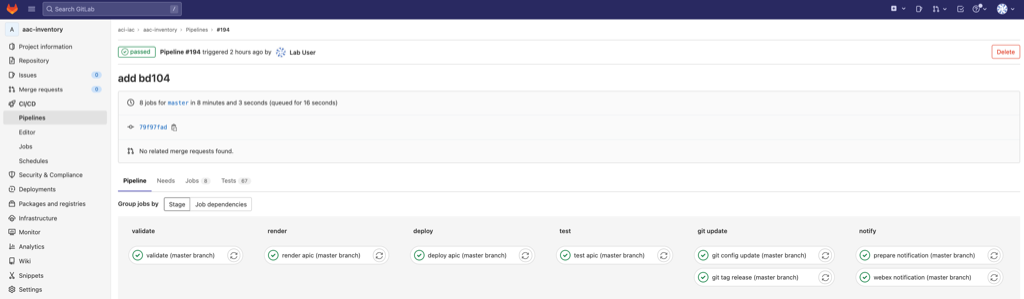 Search GitLab /
A aac-inventory
Project information
Repository
Issues 0
Merge requests 0
CI/CD
Pipelines
Editor
Jobs
Schedules
Security & Compliance
Deployments
Packages and registries
Infrastructure
Monitor
Analytics
Wiki
Snippets
Settings
aci-iac › aac-inventory › Pipelines › #194
passed Pipeline #194 triggered 2 hours ago by Lab User Delete
add bd104
8 jobs for master in 8 minutes and 3 seconds (queued for 16 seconds)
79f97fad
No related merge requests found.
Pipeline Needs Jobs 8 Tests 67
Group jobs by Stage Job dependencies
validate render deploy test git update notify
validate (master branch) render apic (master branch) deploy apic (master branch) test apic (master branch) git config update (master branch) prepare notification (master branch)
git tag release (master branch) webex notification (master branch)